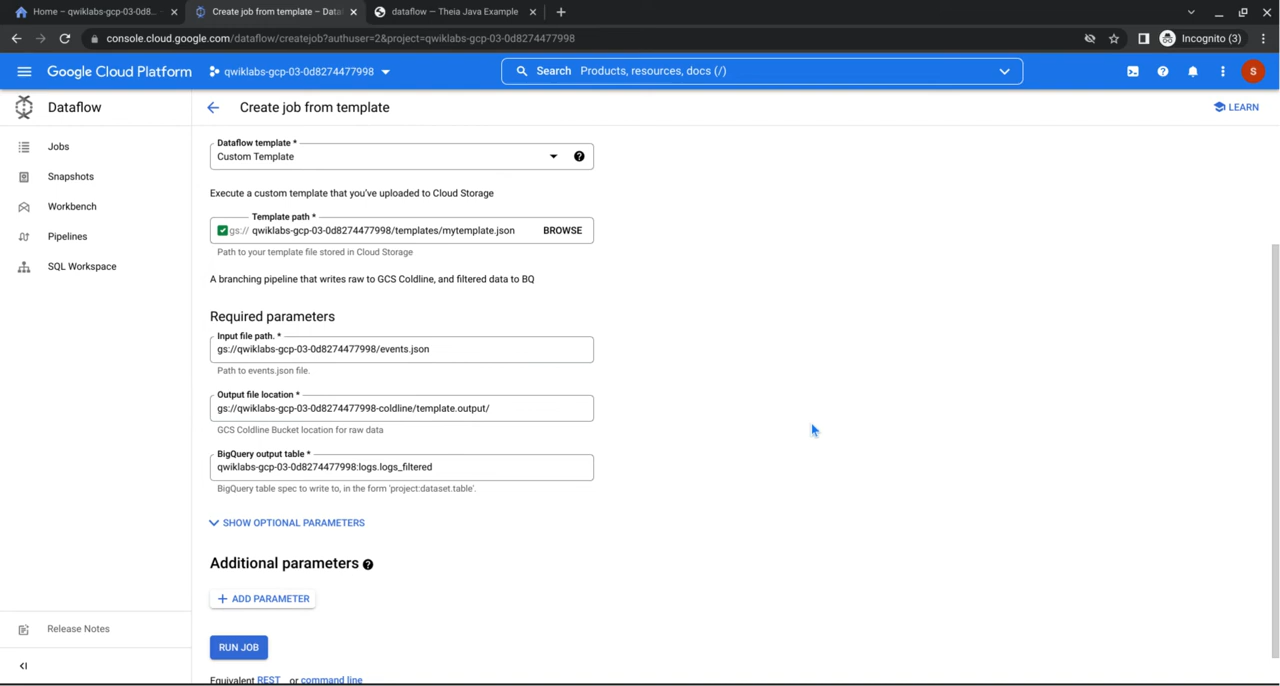 Home – qwiklabs-gcp-03-0d8...
Create job from template – Data
dataflow — Theia Java Example
console.cloud.google.com/dataflow/createjob?authuser=2&project=qwiklabs-gcp-03-0d8274477998
Incognito (3)
Google Cloud Platform
qwiklabs-gcp-03-0d8274477998
Search Products, resources, docs (/)
S
Dataflow
Create job from template
LEARN
Jobs
Snapshots
Workbench
Pipelines
SQL Workspace
Release Notes
Dataflow template *
Custom Template
Execute a custom template that you've uploaded to Cloud Storage
Template path *
gs:// qwiklabs-gcp-03-0d8274477998/templates/mytemplate.json
BROWSE
Path to your template file stored in Cloud Storage
A branching pipeline that writes raw to GCS Coldline, and filtered data to BQ
Required parameters
Input file path. *
gs://qwiklabs-gcp-03-0d8274477998/events.json
Path to events.json file.
Output file location *
gs://qwiklabs-gcp-03-0d8274477998-coldline/template.output/
GCS Coldline Bucket location for raw data
BigQuery output table *
qwiklabs-gcp-03-0d8274477998:logs.logs_filtered
BigQuery table spec to write to, in the form 'project:dataset.table'.
SHOW OPTIONAL PARAMETERS
Additional parameters
ADD PARAMETER
RUN JOB
Equivalent REST or command line